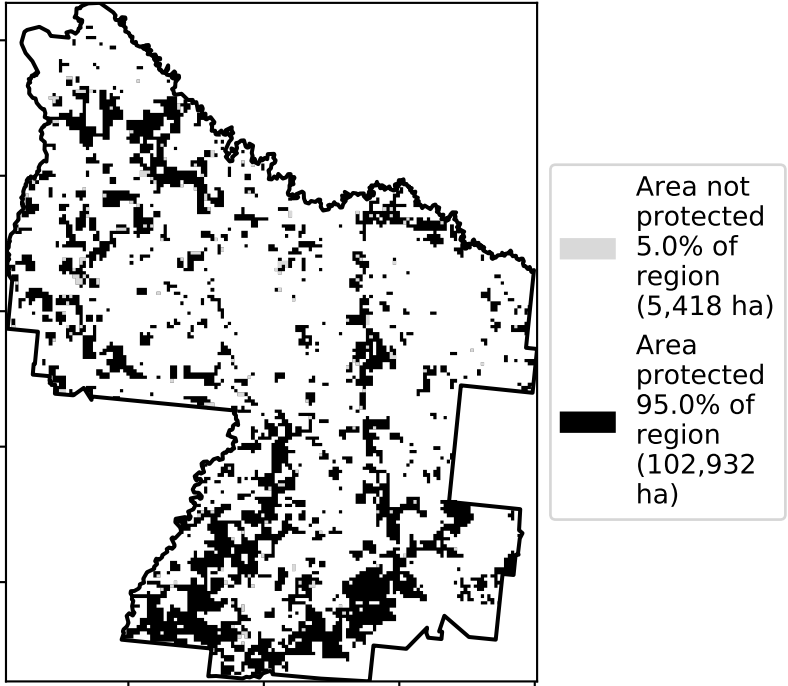 Area not
protected
5.0% of
region
(5,418 ha)
Area
protected
95.0% of
region
(102,932
ha)